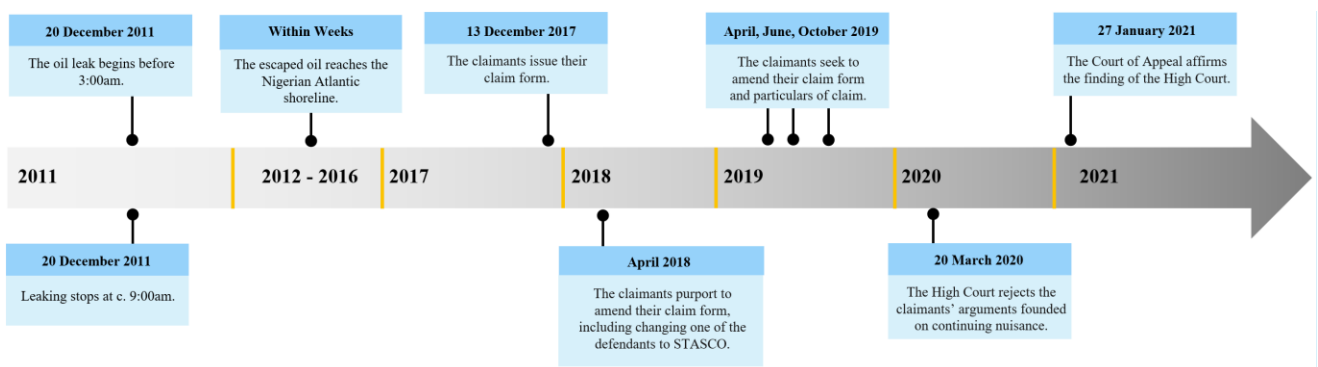 20 December 2011
The oil leak begins before
3:00am.
Within Weeks
The escaped oil reaches the
Nigerian Atlantic
shoreline.
13 December 2017
The claimants issue their
claim form.
April, June, October 2019
The claimants seek to
amend their claim form
and particulars of claim.
27 January 2021
The Court of Appeal affirms
the finding of the High Court.
2011
2012 - 2016
2017
2018
2019
2020
2021
20 December 2011
Leaking stops at c. 9:00am.
April 2018
The claimants purport to
amend their claim form,
including changing one of the
defendants to STASCO.
20 March 2020
The High Court rejects the
claimants’ arguments founded
on continuing nuisance.